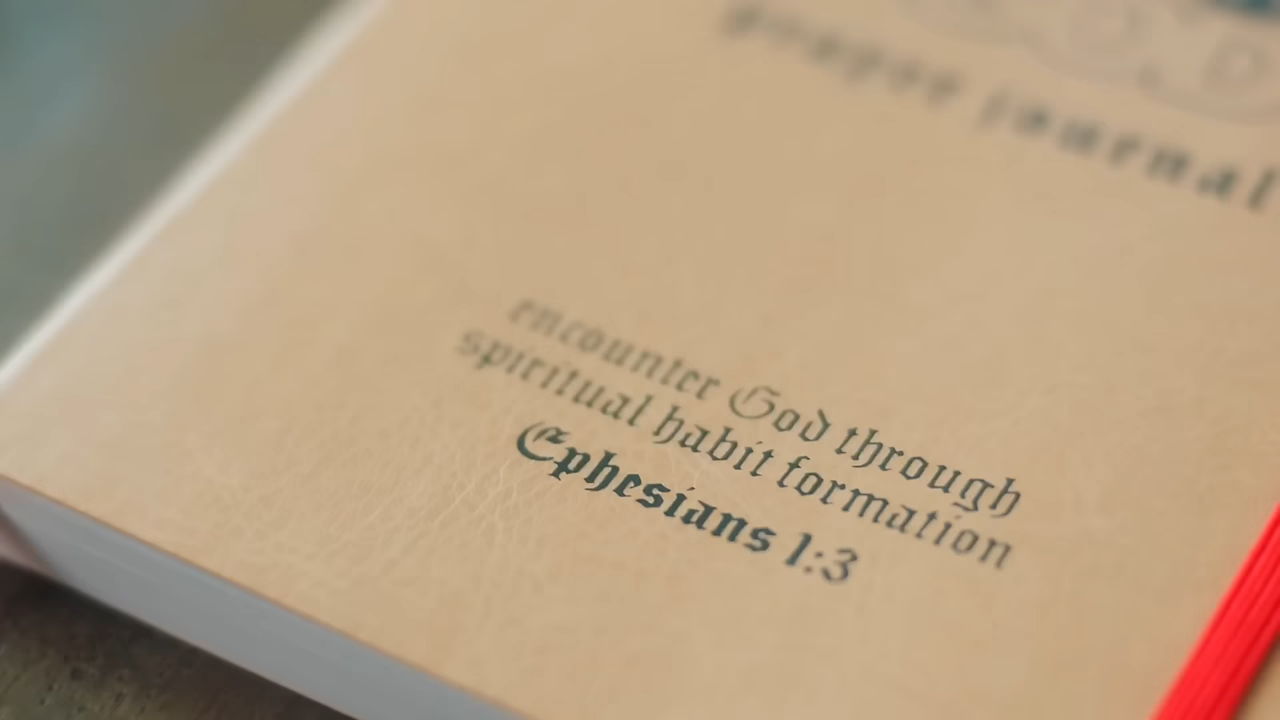 prayer journal
encounter God through
spiritual habit formation
Ephesians 1:3